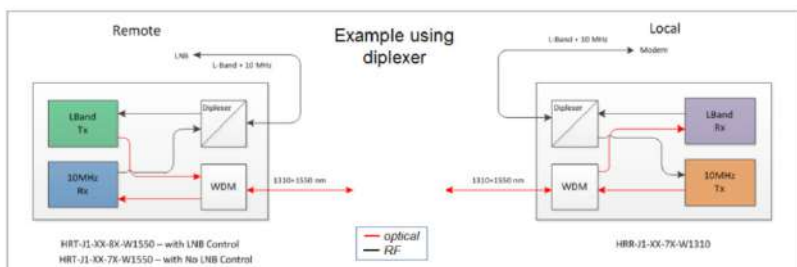 Remote
Example using
diplexer
Local
LNB
L-Band + 10 MHz
L-Band + 10 MHz
Modem
LBand
Tx
Diplexer
10MHz
Rx
WDM
1310+1550 nm
1310+1550 nm
Diplexer
LBand
Rx
WDM
10MHz
Tx
optical
RF
HRT-J1-XX-8X-W1550 – with LNB Control
HRT-J1-XX-7X-W1550 – with No LNB Control
HRR-J1-XX-7X-W1310